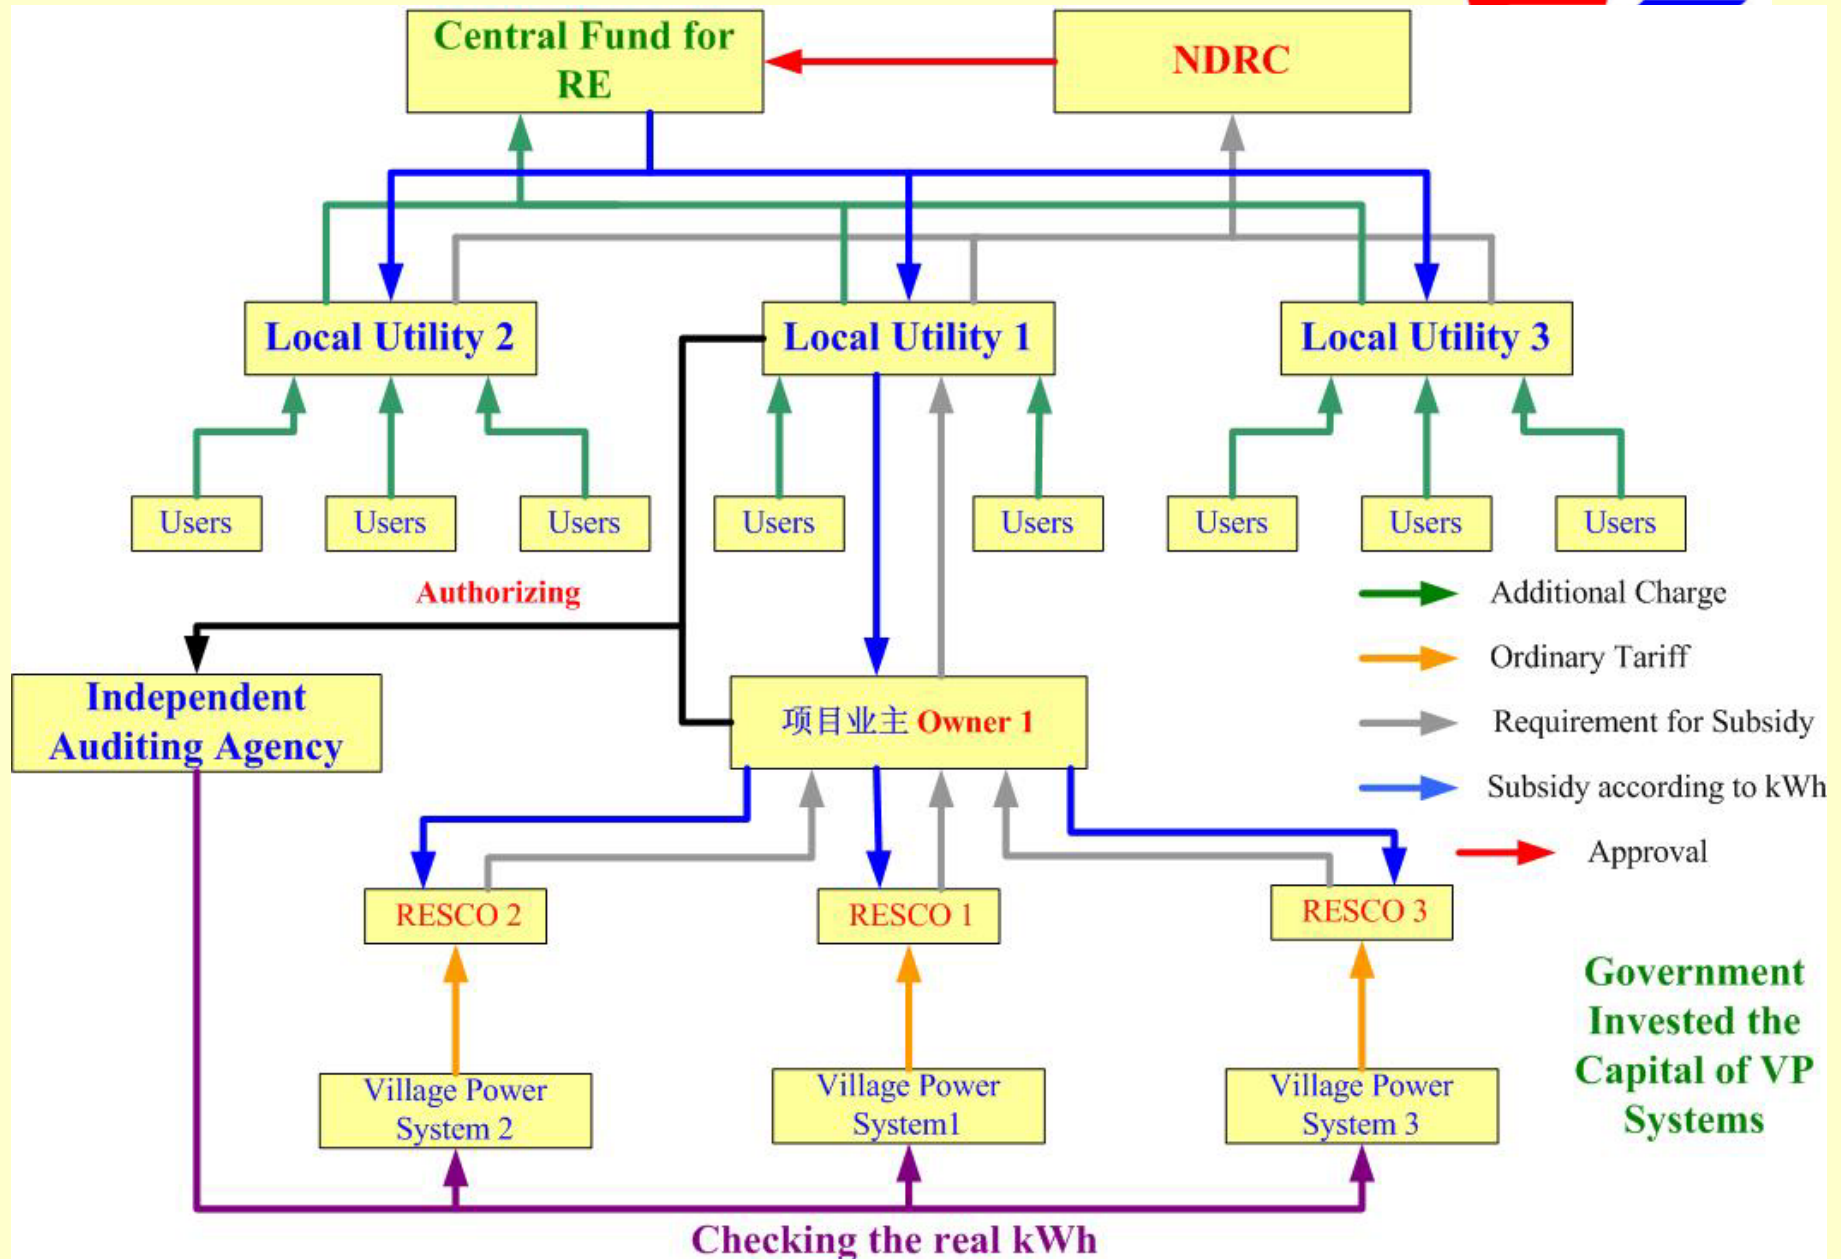 Central Fund for
RE
NDRC
Local Utility 2
Local Utility 1
Local Utility 3
Users
Users
Users
Users
Users
Users
Users
Users
Authorizing
Additional Charge
Ordinary Tariff
Requirement for Subsidy
Subsidy according to kWh
Approval
Independent
Auditing Agency
项目业主 Owner 1
RESCO 2
RESCO 1
RESCO 3
Government
Invested the
Capital of VP
Systems
Village Power
System 2
Village Power
System1
Village Power
System 3
Checking the real kWh